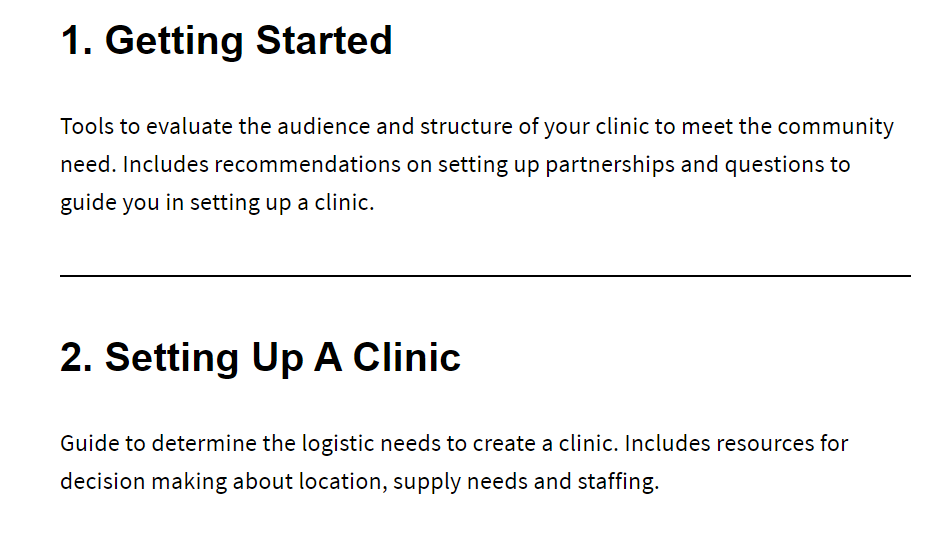 1. Getting Started
Tools to evaluate the audience and structure of your clinic to meet the community
need. Includes recommendations on setting up partnerships and questions to
guide you in setting up a clinic.
2. Setting Up A Clinic
Guide to determine the logistic needs to create a clinic. Includes resources for
decision making about location, supply needs and staffing.